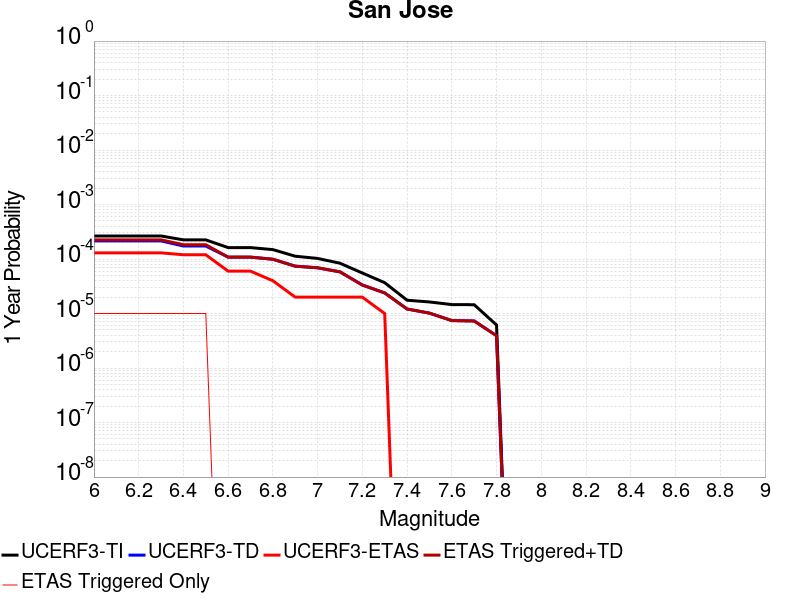 San Jose
10^0
10^-1
10^-2
10^-3
10^-4
10^-5
10^-6
10^-7
10^-8
1 Year Probability
6 6.2 6.4 6.6 6.8 7 7.2 7.4 7.6 7.8 8 8.2 8.4 8.6 8.8 9
Magnitude
UCERF3-TI UCERF3-TD UCERF3-ETAS ETAS Triggered+TD
ETAS Triggered Only